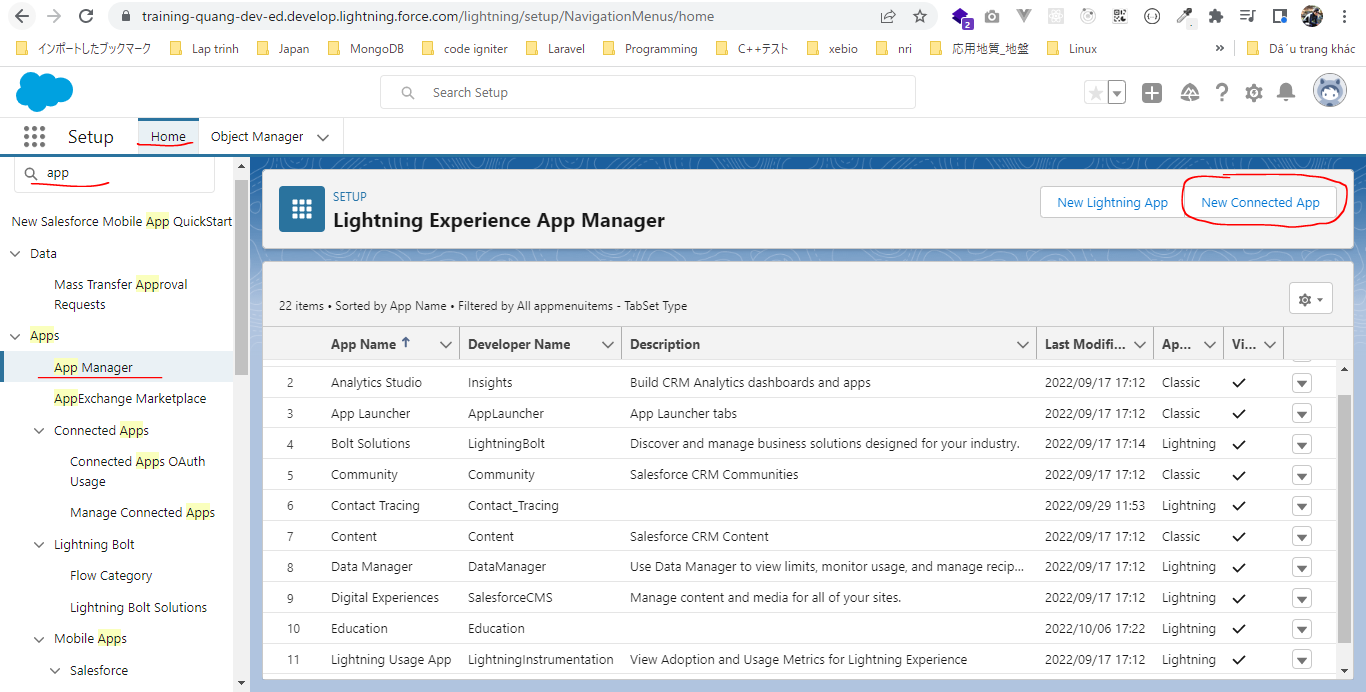 training-quang-dev-ed.develop.lightning.force.com/lightning/setup/NavigationMenus/home
2
インポートしたブックマーク Lap trinh Japan MongoDB code igniter Laravel Programming C++テスト xebio nri 応用地質_地盤 Linux » Dấu trang khác
Search Setup
Setup Home Object Manager
app
New Salesforce Mobile App QuickStart
Data
Mass Transfer Approval
Requests
Apps
App Manager
AppExchange Marketplace
Connected Apps
Connected Apps OAuth
Usage
Manage Connected Apps
Lightning Bolt
Flow Category
Lightning Bolt Solutions
Mobile Apps
Salesforce
SETUP
Lightning Experience App Manager
New Lightning App New Connected App
22 items • Sorted by App Name • Filtered by All appmenuitems - TabSet Type
App Name ↑ Developer Name Description Last Modifi... Ap... Vi...
2 Analytics Studio Insights Build CRM Analytics dashboards and apps 2022/09/17 17:12 Classic
3 App Launcher AppLauncher App Launcher tabs 2022/09/17 17:12 Classic
4 Bolt Solutions LightningBolt Discover and manage business solutions designed for your industry. 2022/09/17 17:14 Lightning
5 Community Community Salesforce CRM Communities 2022/09/17 17:12 Classic
6 Contact Tracing Contact_Tracing 2022/09/29 11:53 Lightning
7 Content Content Salesforce CRM Content 2022/09/17 17:12 Classic
8 Data Manager DataManager Use Data Manager to view limits, monitor usage, and manage recip... 2022/09/17 17:12 Lightning
9 Digital Experiences SalesforceCMS Manage content and media for all of your sites. 2022/09/17 17:12 Lightning
10 Education Education 2022/10/06 17:22 Lightning
11 Lightning Usage App LightningInstrumentation View Adoption and Usage Metrics for Lightning Experience 2022/09/17 17:12 Lightning